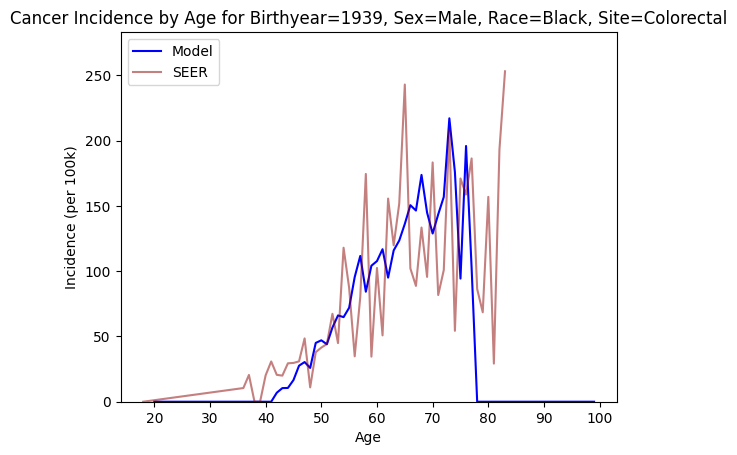 Cancer Incidence by Age for Birthyear=1939, Sex=Male, Race=Black, Site=Colorectal
Model
SEER
250
200
150
100
50
0
Incidence (per 100k)
20 30 40 50 60 70 80 90 100
Age